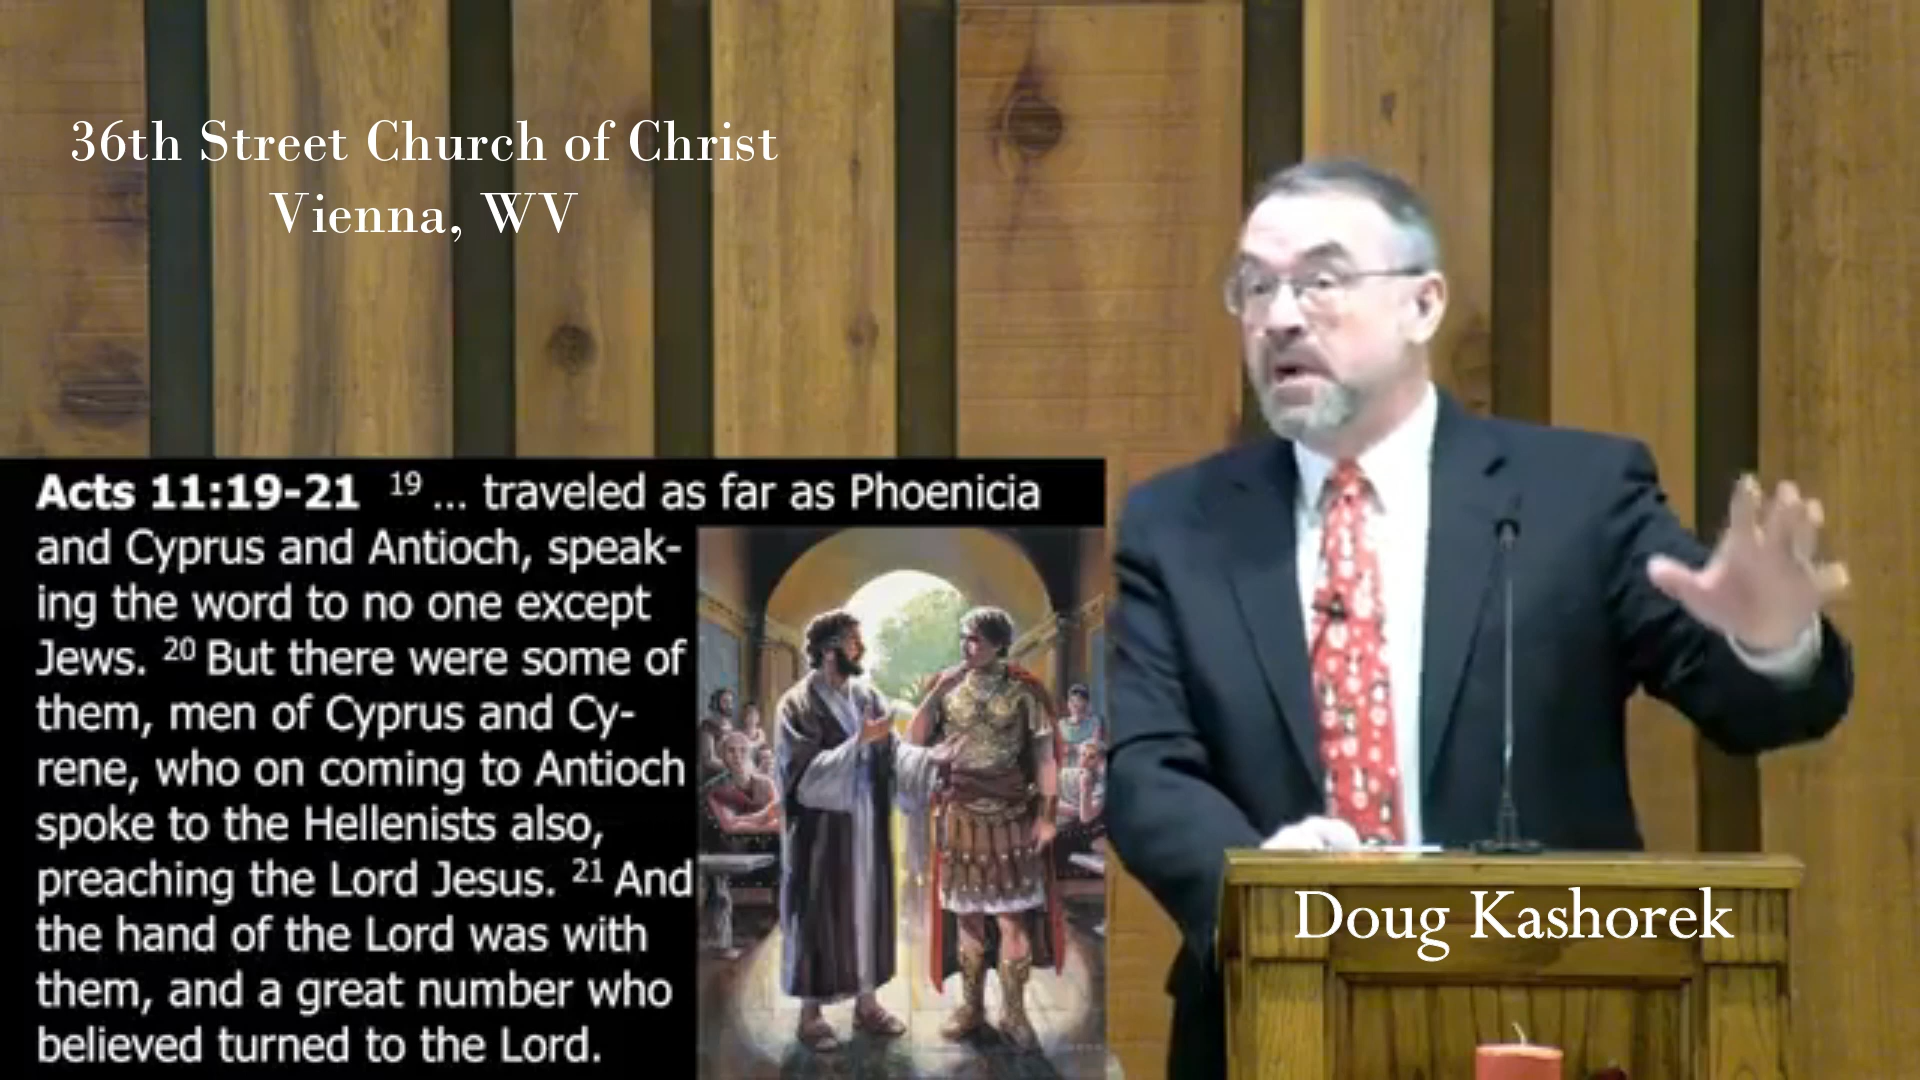 36th Street Church of Christ
Vienna, WV
Acts 11:19-21 19 ... traveled as far as Phoenicia
and Cyprus and Antioch, speak-
ing the word to no one except
Jews. 20 But there were some of
them, men of Cyprus and Cy-
rene, who on coming to Antioch
spoke to the Hellenists also,
preaching the Lord Jesus. 21 And
the hand of the Lord was with
them, and a great number who
believed turned to the Lord.
Doug Kashorek